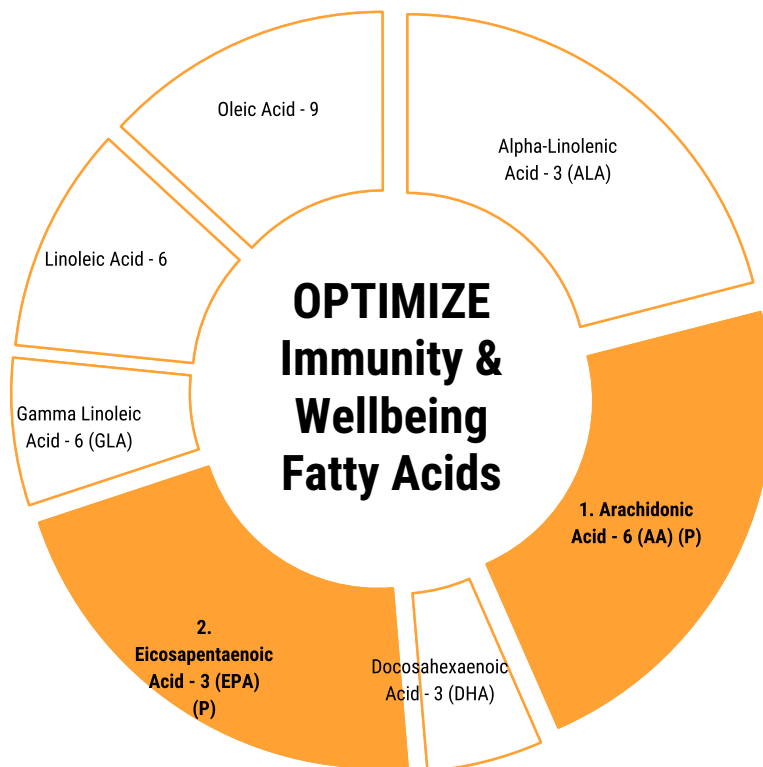 Oleic Acid - 9
Alpha-Linolenic
Acid - 3 (ALA)
Linoleic Acid - 6
OPTIMIZE
Immunity &
Wellbeing
Fatty Acids
Gamma Linoleic
Acid - 6 (GLA)
1. Arachidonic
Acid - 6 (AA) (P)
2.
Eicosapentaenoic
Acid - 3 (EPA)
(P)
Docosahexaenoic
Acid - 3 (DHA)